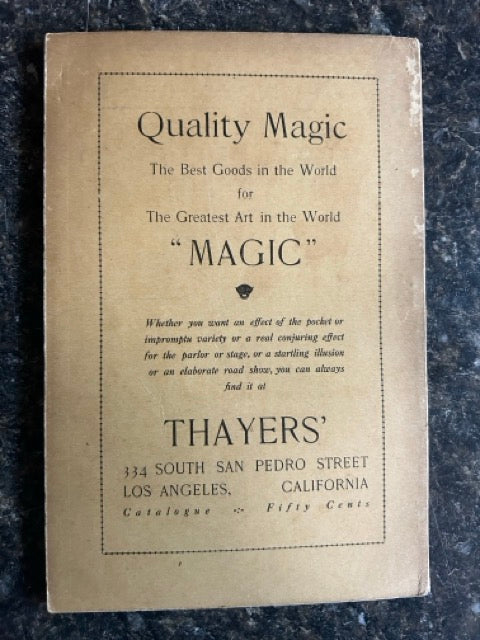 Quality Magic
The Best Goods in the World
for
The Greatest Art in the World
"MAGIC"
Whether you want an effect of the pocket or
impromptu variety or a real conjuring effect
for the parlor or stage, or a startling illusion
or an elaborate road show, you can always
find it at
THAYERS'
334 SOUTH SAN PEDRO STREET
LOS ANGELES, CALIFORNIA
Catalogue -:- Fifty Cents